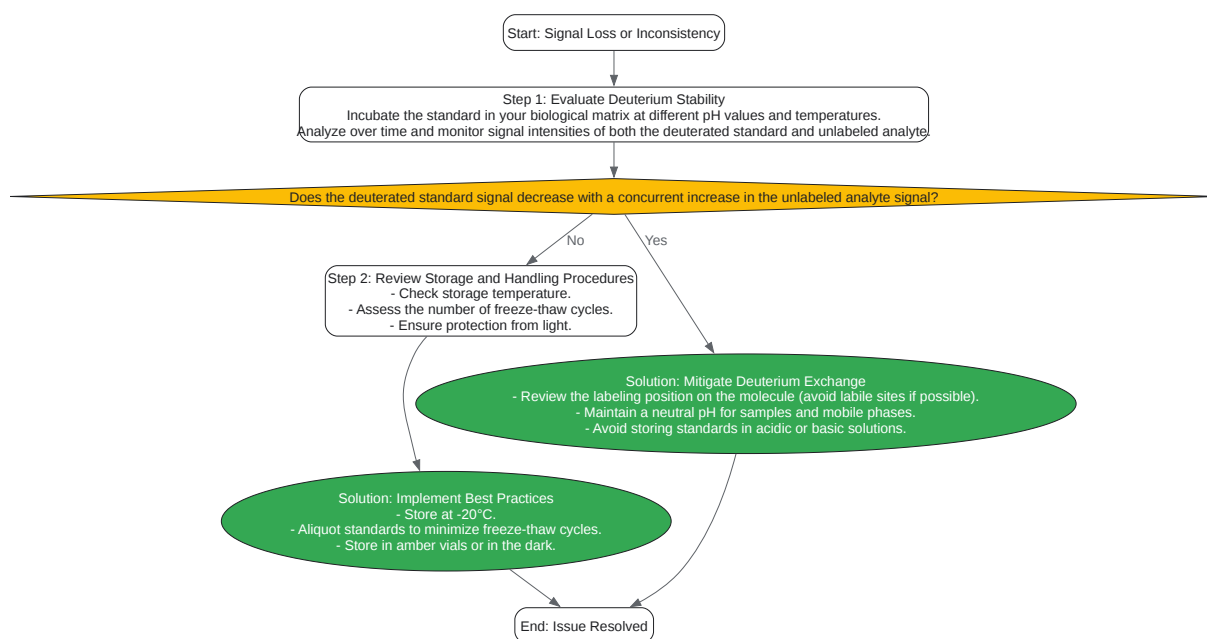 Start: Signal Loss or Inconsistency
Step 1: Evaluate Deuterium Stability
Incubate the standard in your biological matrix at different pH values and temperatures.
Analyze over time and monitor signal intensities of both the deuterated standard and unlabeled analyte.
Does the deuterated standard signal decrease with a concurrent increase in the unlabeled analyte signal?
No
Yes
Step 2: Review Storage and Handling Procedures
- Check storage temperature.
- Assess the number of freeze-thaw cycles.
- Ensure protection from light.
Solution: Mitigate Deuterium Exchange
- Review the labeling position on the molecule (avoid labile sites if possible).
- Maintain a neutral pH for samples and mobile phases.
- Avoid storing standards in acidic or basic solutions.
Solution: Implement Best Practices
- Store at -20°C.
- Aliquot standards to minimize freeze-thaw cycles.
- Store in amber vials or in the dark.
End: Issue Resolved